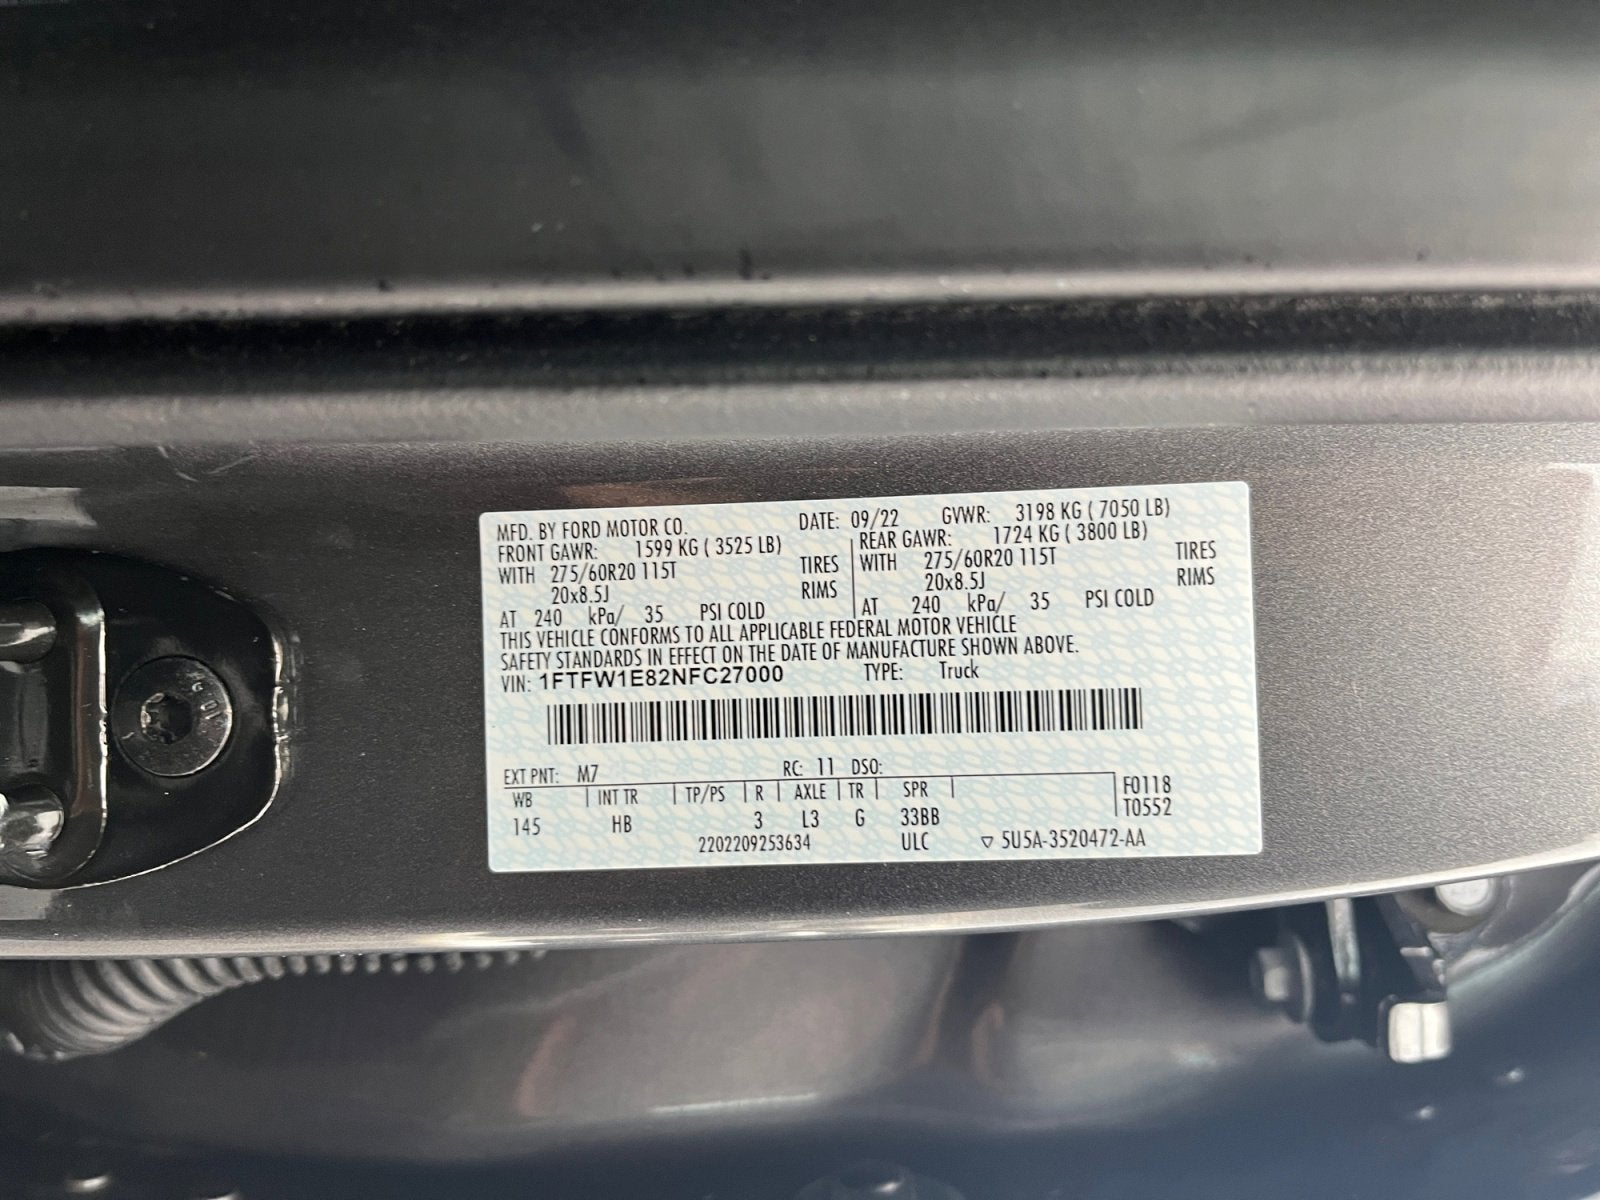 MFD. BY FORD MOTOR CO. DATE: 09/22 GVWR: 3198 KG ( 7050 LB)
FRONT GAWR: 1599 KG ( 3525 LB) REAR GAWR: 1724 KG ( 3800 LB)
WITH 275/60R20 115T TIRES WITH 275/60R20 115T TIRES
20x8.5J RIMS 20x8.5J RIMS
AT 240 kPa/ 35 PSI COLD AT 240 kPa/ 35 PSI COLD
THIS VEHICLE CONFORMS TO ALL APPLICABLE FEDERAL MOTOR VEHICLE
SAFETY STANDARDS IN EFFECT ON THE DATE OF MANUFACTURE SHOWN ABOVE.
VIN: 1FTFW1E82NFC27000 TYPE: Truck
EXT PNT: M7 RC: 11 DSO:
WB INT TR TP/PS R AXLE TR SPR F0118
145 HB 3 L3 G 33BB T0552
2202209253634 ULC ▽ 5U5A-3520472-AA